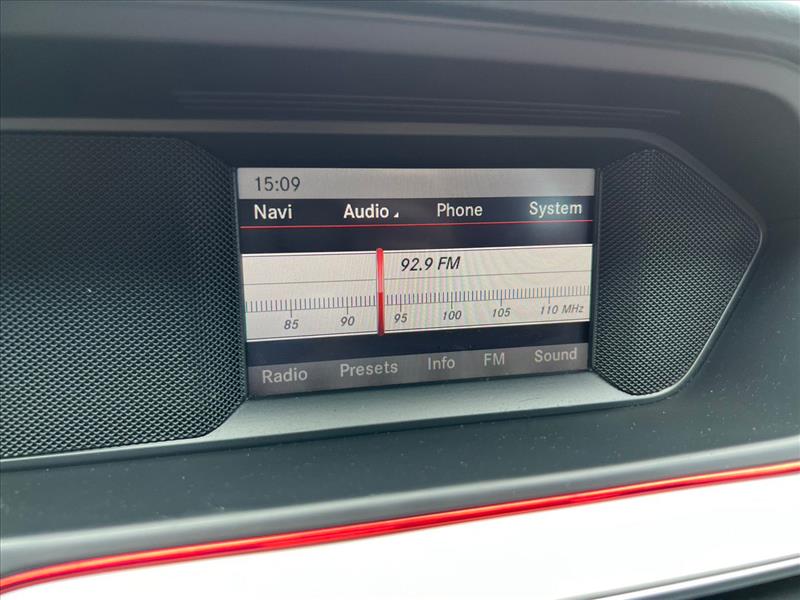 15:09
Navi Audio Phone System
92.9 FM
85 90 95 100 105 110 MHz
Radio Presets Info FM Sound